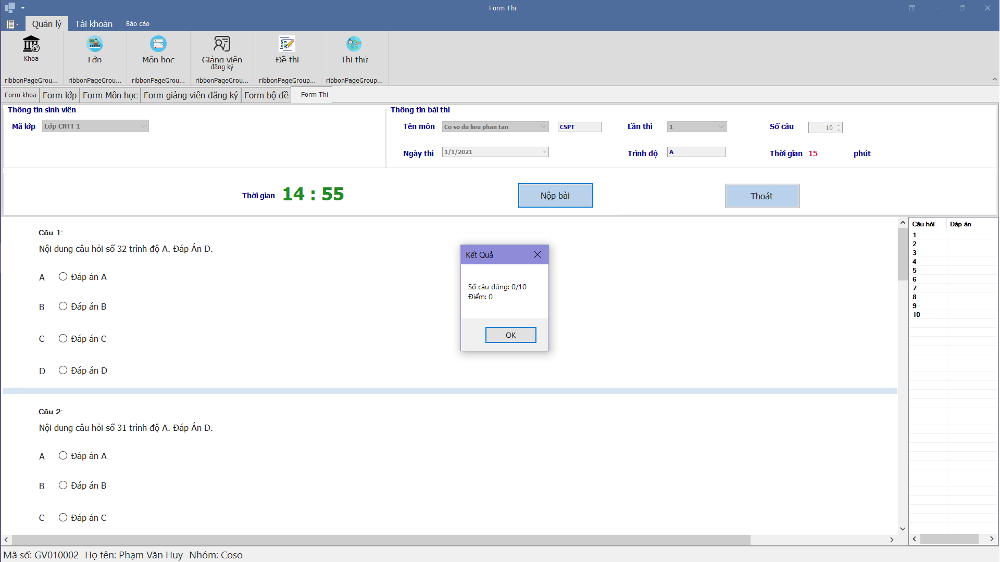 Form Thi
Quản lý Tài khoản Báo cáo
Khoa
Lớp
Môn học
Giảng viên
đăng ký
Đề thi
Thi thử
ribbonPageGrou... ribbonPageGrou... ribbonPageGrou... ribbonPageGrou... ribbonPageGroup... ribbonPageGroup...
Form khoa Form lớp Form Môn học Form giảng viên đăng ký Form bộ đề Form Thi
Thông tin sinh viên
Mã lớp Lớp CNTT 1
Thông tin bài thi
Tên môn Co so du lieu phan tan CSPT Lần thi 1 Số câu 10
Ngày thi 1/1/2021 Trình độ A Thời gian 15 phút
Thời gian 14 : 55 Nộp bài Thoát
Câu 1:
Nội dung câu hỏi số 32 trình độ A. Đáp Án D.
A Đáp án A
B Đáp án B
C Đáp án C
D Đáp án D
Câu 2:
Nội dung câu hỏi số 31 trình độ A. Đáp Án D.
A Đáp án A
B Đáp án B
C Đáp án C
Kết Quả
Số câu đúng: 0/10
Điểm: 0
OK
Câu hỏi Đáp án
1
2
3
4
5
6
7
8
9
10
Mã số: GV010002 Họ tên: Phạm Văn Huy Nhóm: Coso